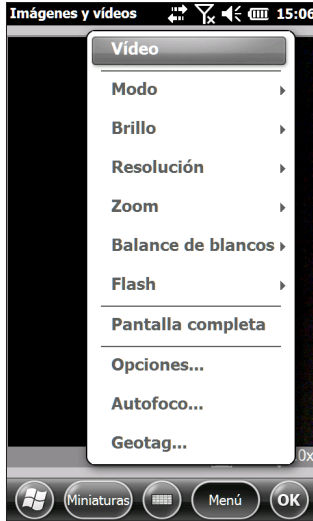 Imágenes y vídeos 15:06
Vídeo
Modo
Brillo
Resolución
Zoom
Balance de blancos
Flash
Pantalla completa
Opciones...
Autofoco...
Geotag...
0x
Miniaturas Menú OK